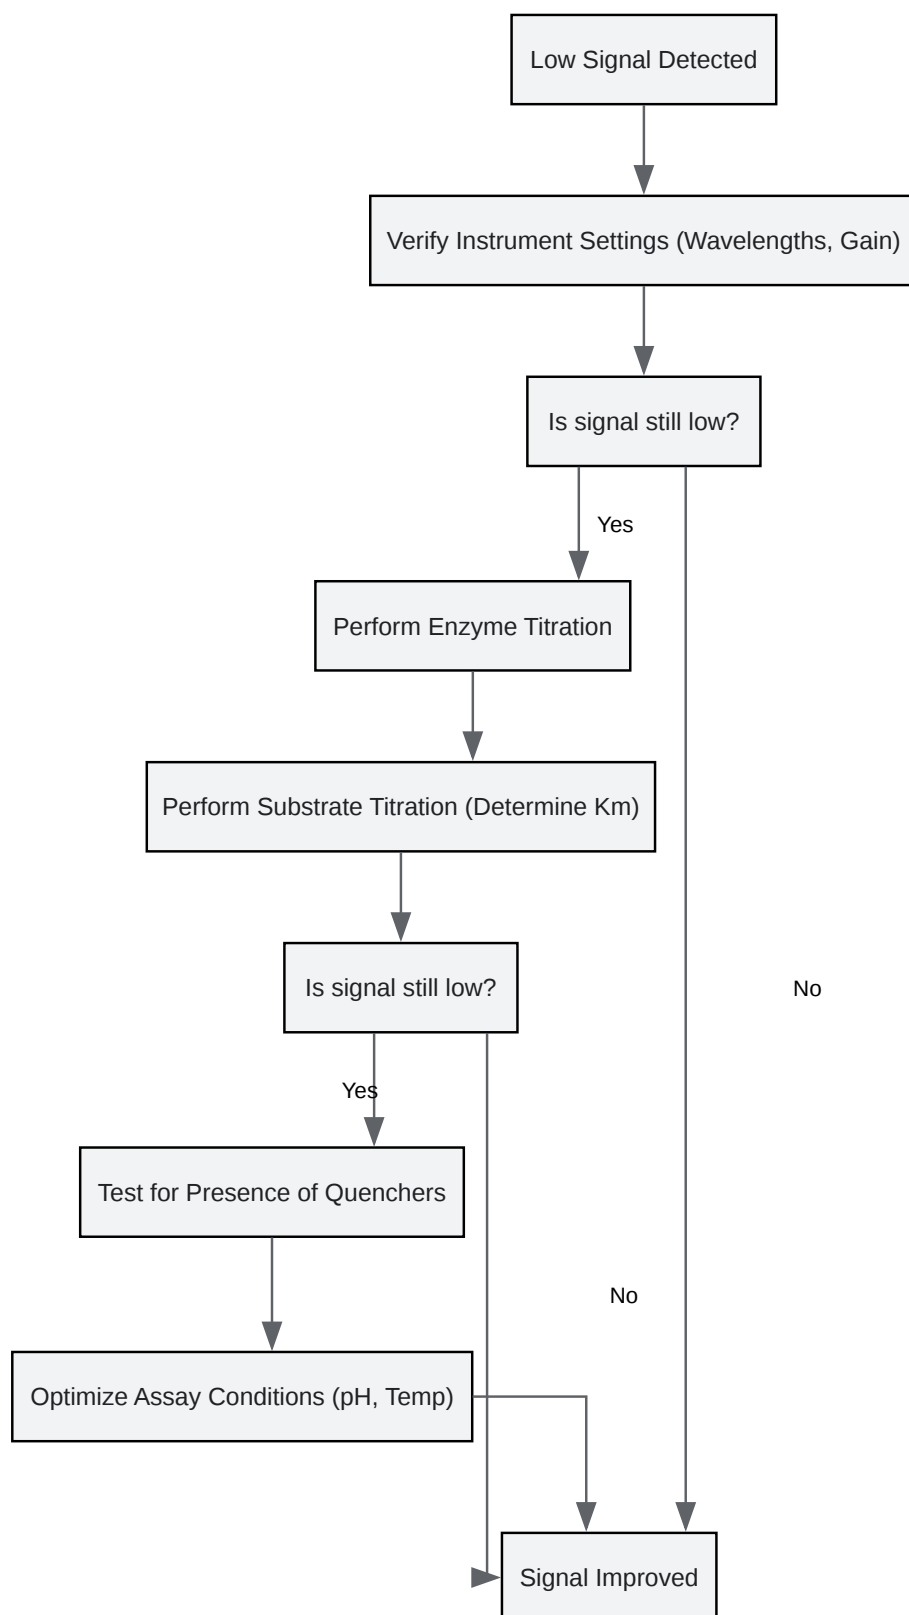 Low Signal Detected
Verify Instrument Settings (Wavelengths, Gain)
Is signal still low?
Yes
Perform Enzyme Titration
Perform Substrate Titration (Determine Km)
Is signal still low?
No
Yes
Test for Presence of Quenchers
No
Optimize Assay Conditions (pH, Temp)
Signal Improved